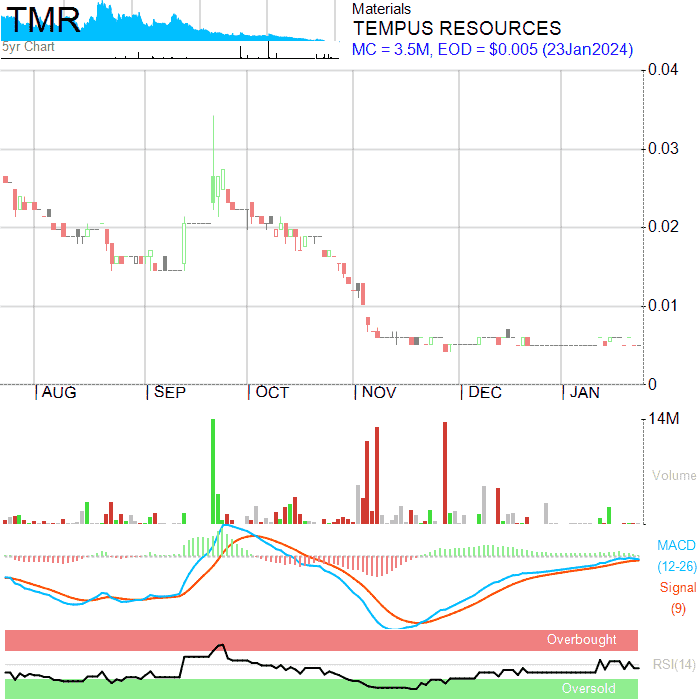 TMR
5yr Chart
Materials
TEMPUS RESOURCES
MC = 3.5M, EOD = $0.005 (23Jan2024)
0.04
0.03
0.02
0.01
0
AUG SEP OCT NOV DEC JAN
14M
Volume
MACD
(12-26)
Signal
(9)
Overbought
RSI(14)
Oversold